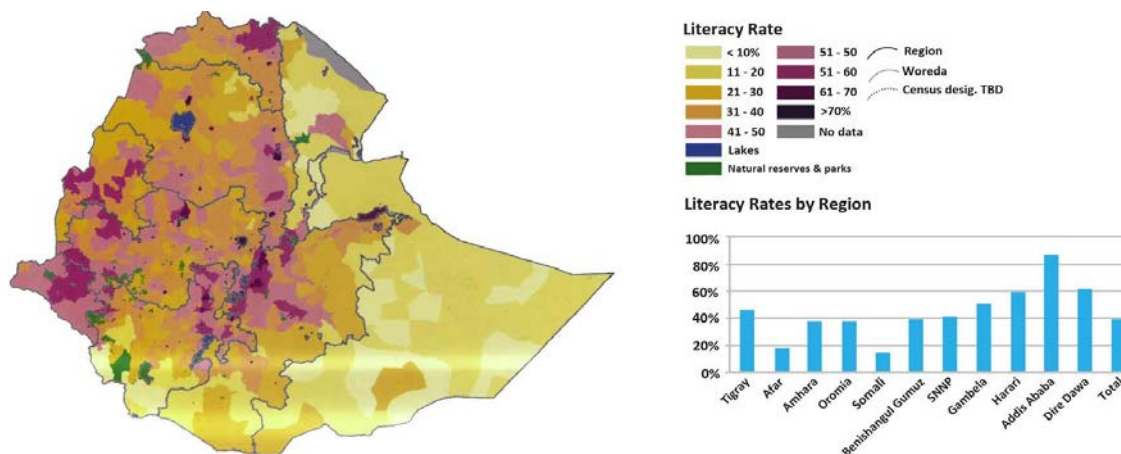 Literacy Rate
< 10%
11 - 20
21 - 30
31 - 40
41 - 50
Lakes
Natural reserves & parks
51 - 50
51 - 60
61 - 70
>70%
No data
Region
Woreda
Census desig. TBD
Literacy Rates by Region
100%
80%
60%
40%
20%
0%
Tigray
Afar
Amhara
Oromia
Somali
Benishangul Gumuz
SNNP
Gambela
Harari
Addis Ababa
Dire Dawa
Total